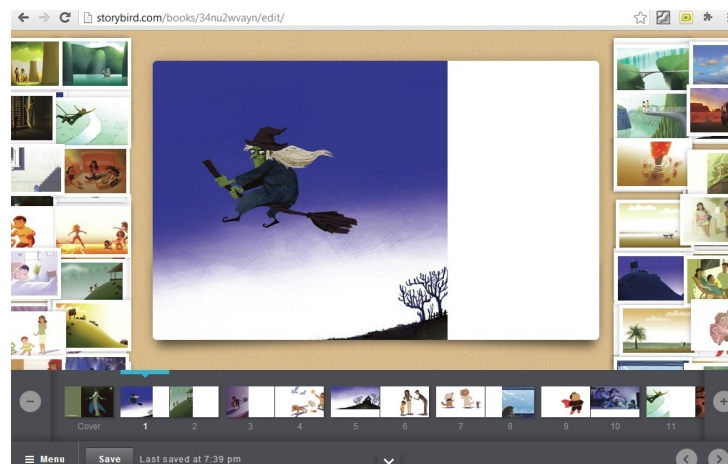 storybird.com/books/34nu2wvayn/edit/
Cover 1 2 3 4 5 6 7 8 9 10 11
Menu Save Last saved at 7:39 pm